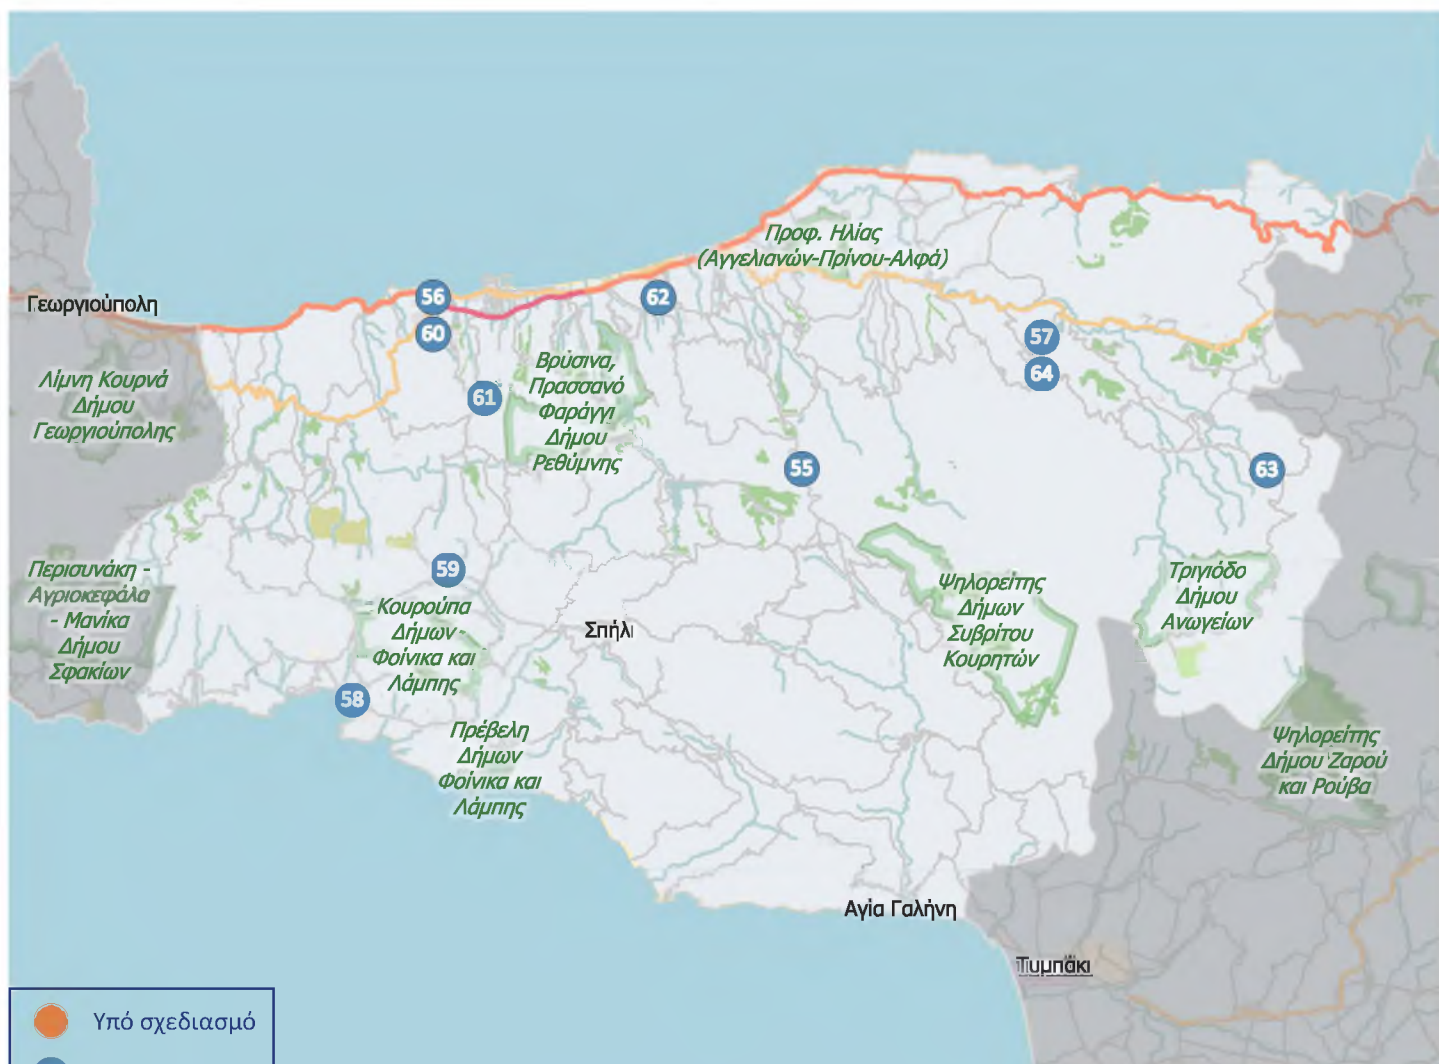 Προφ. Ηλίας
(Αγγελιανών-Πρίνου-Αλφά)
Γεωργιούπολη
56
62
60
57
Βρύσινα,
Πρασσανό
Φαράγγι
Δήμου
Ρεθύμνης
Λίμνη Κουρνά
Δήμου
Γεωργιούπολης
64
61
55
63
Περισυνάκη -
Αγριοκεφάλα
- Μανίκα
Δήμου
Σφακίων
59
Κουρούπα
Δήμων -
Φοίνικα και
Λάμπης
Σπήλι
Ψηλορείτης
Δήμων
Συβρίτου
Κουρητών
Τριγιόδο
Δήμου
Ανωγείων
58
Πρέβελη
Δήμων
Φοίνικα και
Λάμπης
Ψηλορείτης
Δήμου Ζαρού
και Ρούβα
Αγία Γαλήνη
Τυμπάκι
Υπό σχεδιασμό